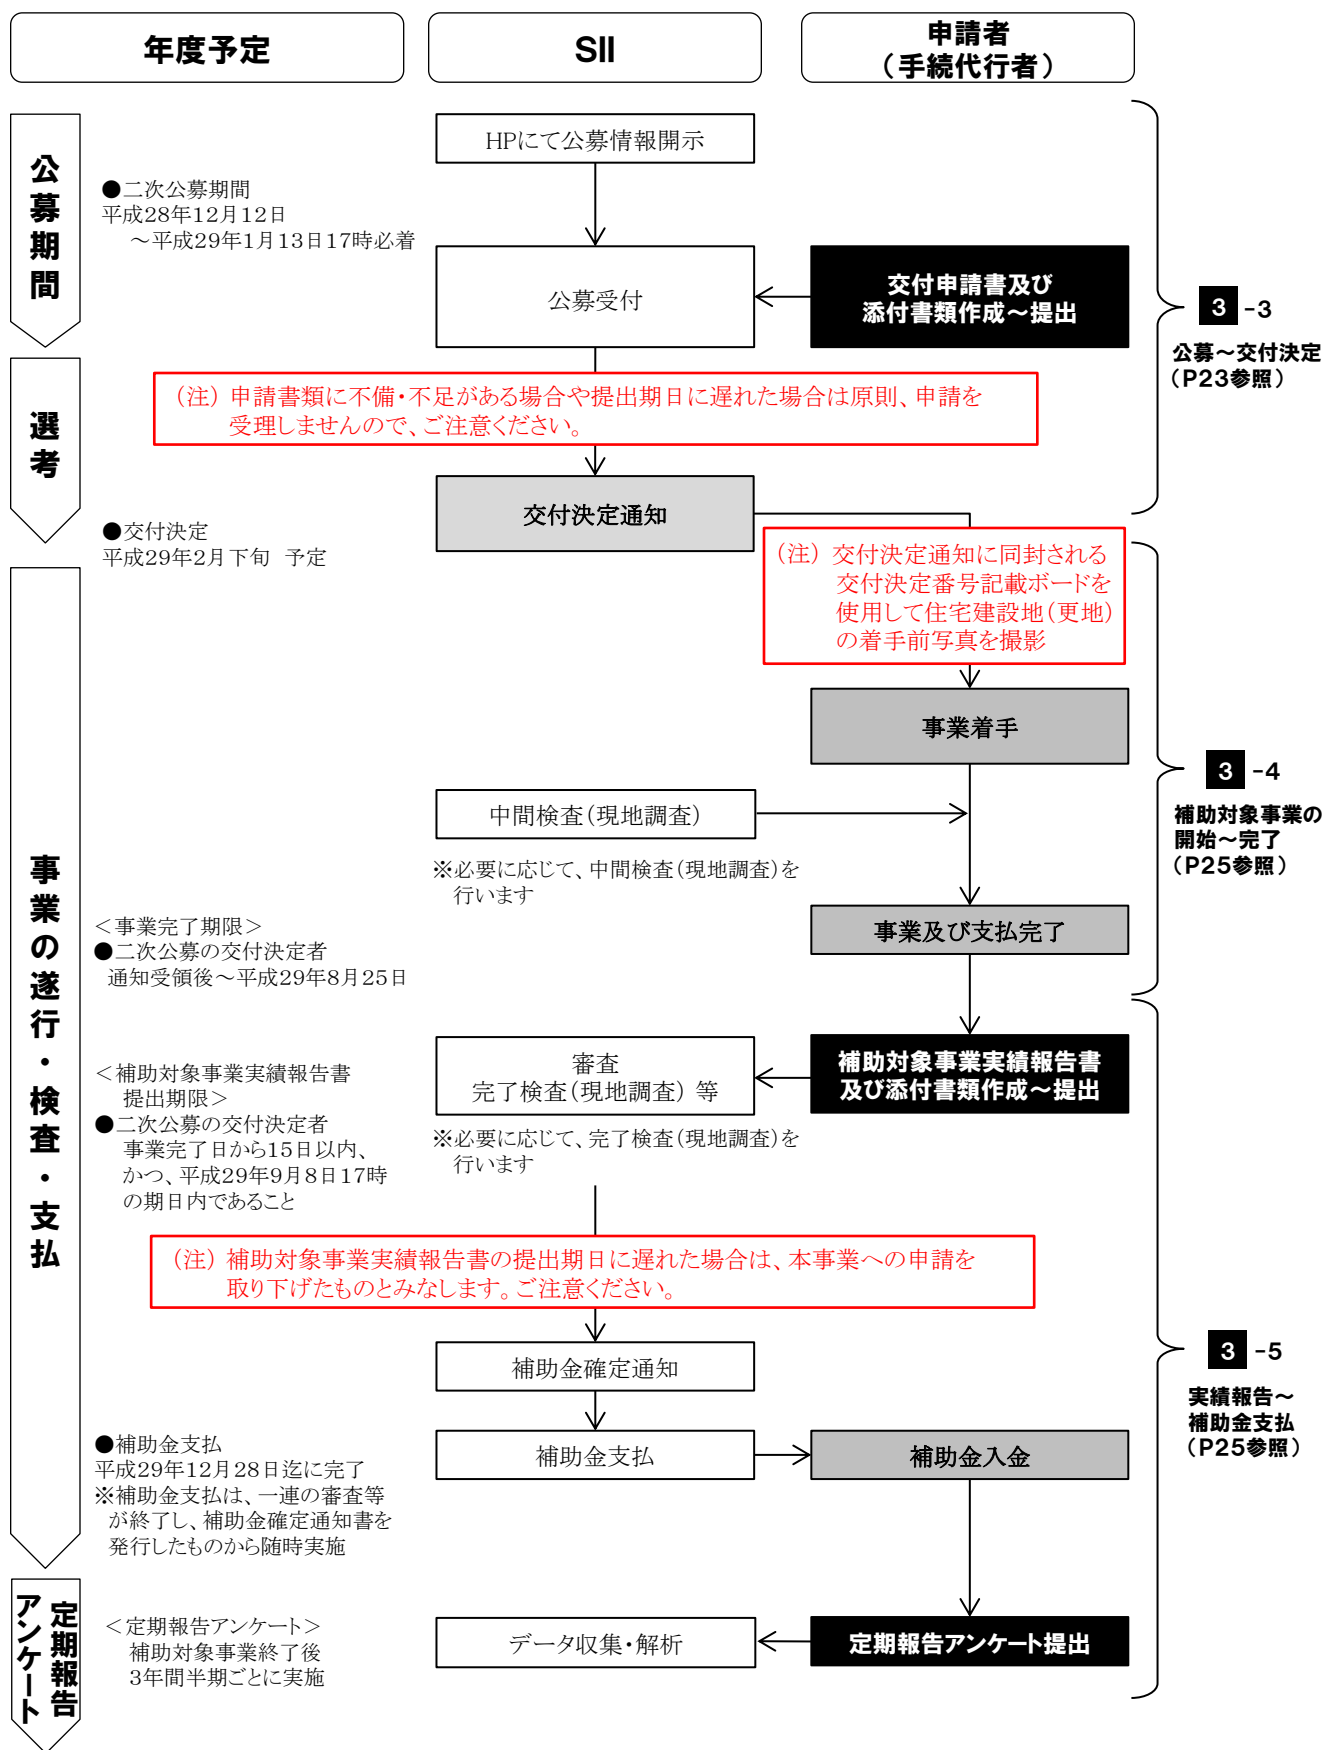 年度予定
SII
申請者
（手続代行者）
公募期間
HPにて公募情報開示
●二次公募期間
平成28年12月12日
～平成29年1月13日17時必着
公募受付
交付申請書及び
添付書類作成～提出
3 -3
公募～交付決定
（P23参照）
選考
（注） 申請書類に不備・不足がある場合や提出期日に遅れた場合は原則、申請を
受理しませんので、ご注意ください。
交付決定通知
●交付決定
平成29年2月下旬 予定
（注） 交付決定通知に同封される
交付決定番号記載ボードを
使用して住宅建設地（更地）
の着手前写真を撮影
事業の遂行・検査・支払
事業着手
中間検査（現地調査）
※必要に応じて、中間検査（現地調査）を
行います
3 -4
補助対象事業の
開始～完了
（P25参照）
＜事業完了期限＞
●二次公募の交付決定者
通知受領後～平成29年8月25日
事業及び支払完了
＜補助対象事業実績報告書
提出期限＞
●二次公募の交付決定者
事業完了日から15日以内、
かつ、平成29年9月8日17時
の期日内であること
審査
完了検査（現地調査） 等
※必要に応じて、完了検査（現地調査）を
行います
補助対象事業実績報告書
及び添付書類作成～提出
（注） 補助対象事業実績報告書の提出期日に遅れた場合は、本事業への申請を
取り下げたものとみなします。ご注意ください。
補助金確定通知
3 -5
実績報告～
補助金支払
（P25参照）
●補助金支払
平成29年12月28日迄に完了
※補助金支払は、一連の審査等
が終了し、補助金確定通知書を
発行したものから随時実施
補助金支払
補助金入金
定期報告
アンケート
＜定期報告アンケート＞
補助対象事業終了後
3年間半期ごとに実施
データ収集・解析
定期報告アンケート提出